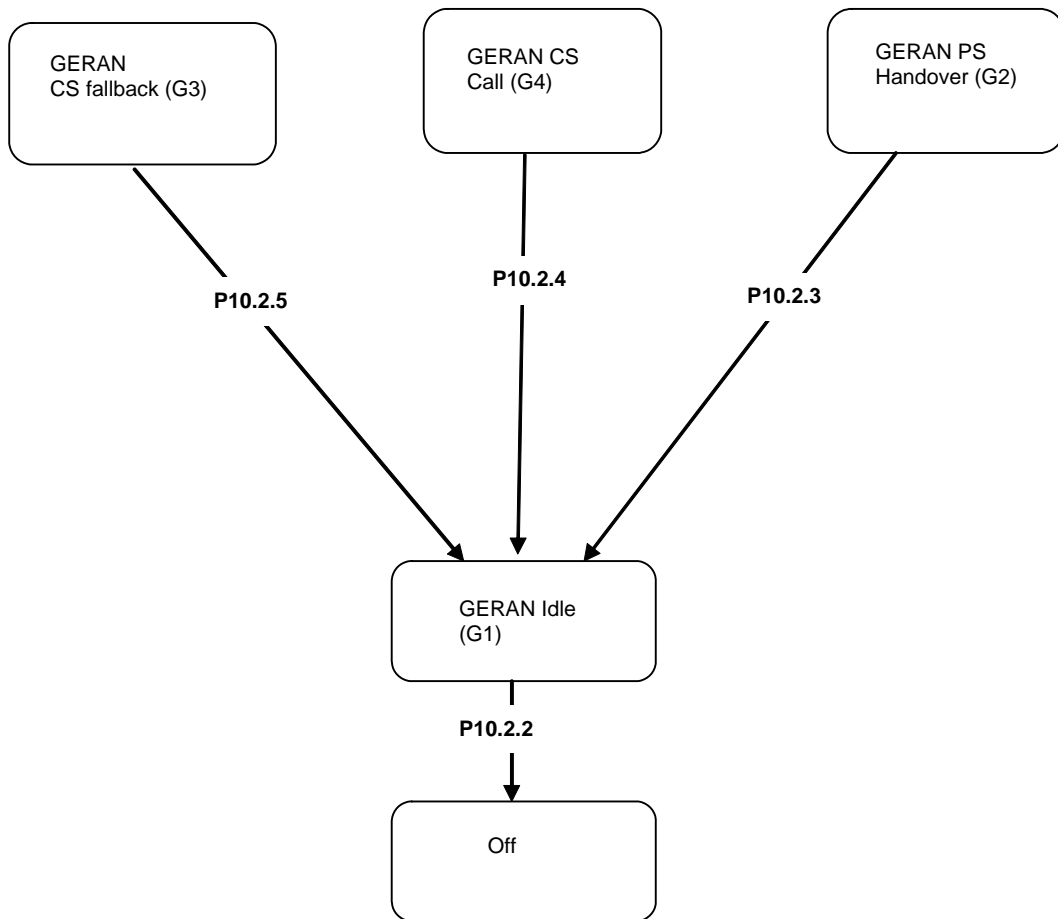 GERAN
CS fallback (G3)
GERAN CS
Call (G4)
GERAN PS
Handover (G2)
P10.2.5
P10.2.4
P10.2.3
GERAN Idle
(G1)
P10.2.2
Off